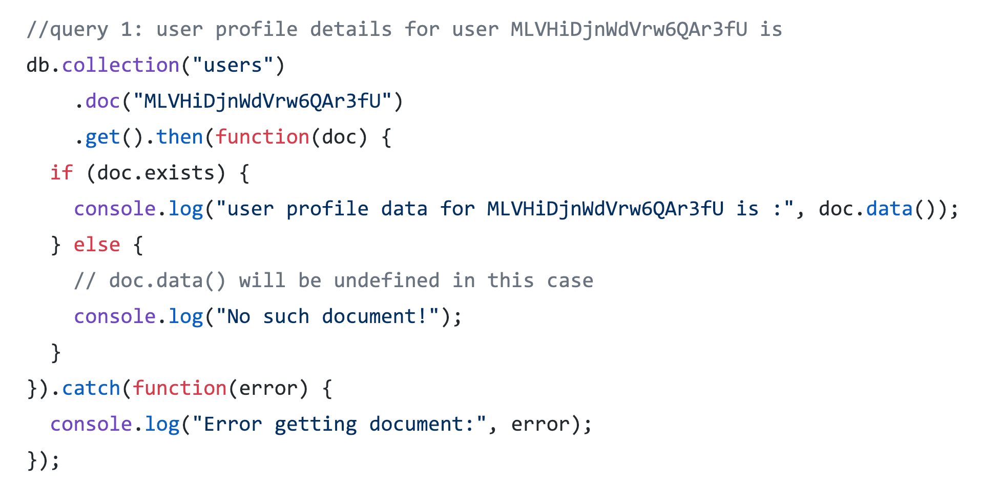 //query 1: user profile details for user MLVHiDjnWdVrw6QAr3fU is
db.collection("users")
    .doc("MLVHiDjnWdVrw6QAr3fU")
    .get().then(function(doc) {
  if (doc.exists) {
    console.log("user profile data for MLVHiDjnWdVrw6QAr3fU is :", doc.data());
  } else {
    // doc.data() will be undefined in this case
    console.log("No such document!");
  }
}).catch(function(error) {
  console.log("Error getting document:", error);
});